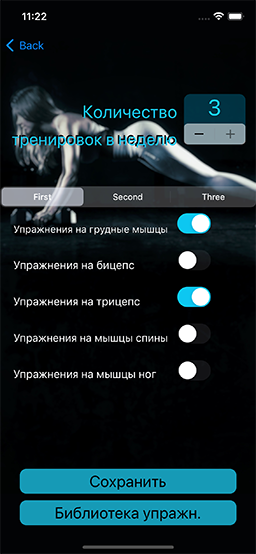 11:22
Back
Количество
тренировок в неделю
3
− +
First Second Three
Упражнения на грудные мышцы
Упражнения на бицепс
Упражнения на трицепс
Упражнения на мышцы спины
Упражнения на мышцы ног
Сохранить
Библиотека упражн.